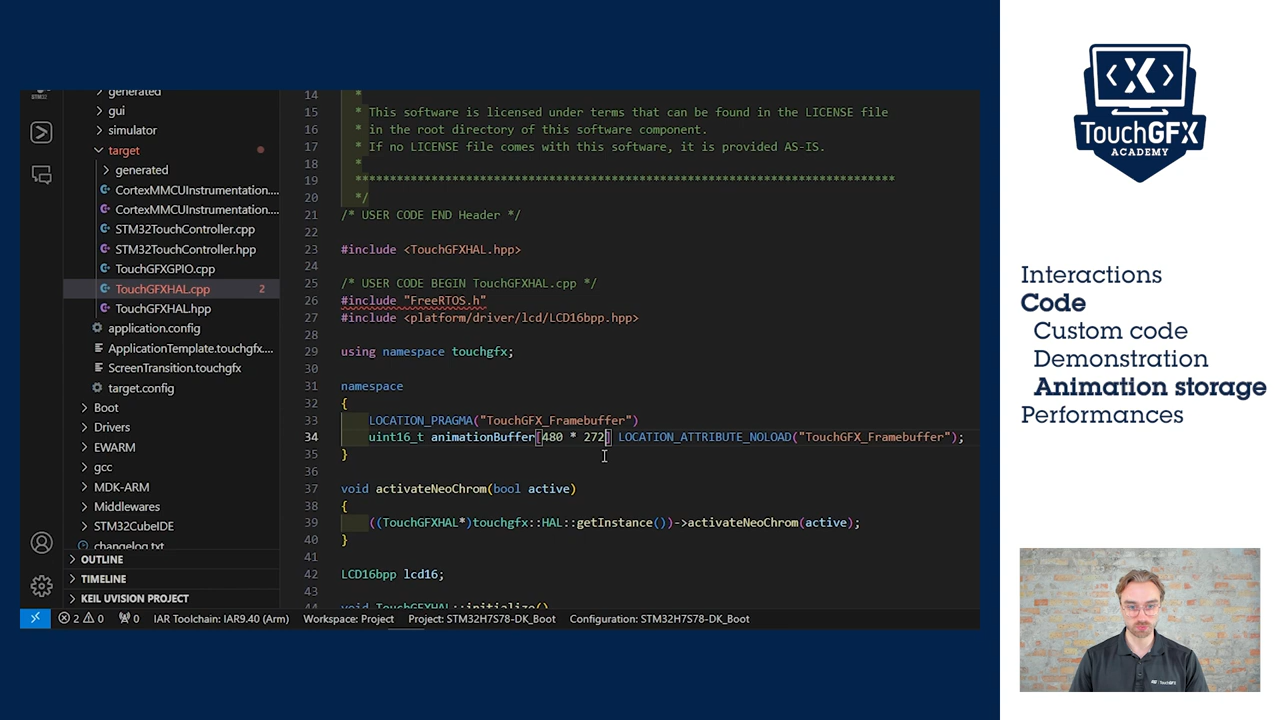 generated
gui
simulator
target
generated
CortexMMCUInstrumentation....
CortexMMCUInstrumentation....
STM32TouchController.cpp
STM32TouchController.hpp
TouchGFXGPIO.cpp
TouchGFXHAL.cpp 2
TouchGFXHAL.hpp
application.config
ApplicationTemplate.touchgfx....
ScreenTransition.touchgfx
target.config
Boot
Drivers
EWARM
gcc
MDK-ARM
Middlewares
STM32CubeIDE
changelog.txt
OUTLINE
TIMELINE
KEIL UVISION PROJECT
14 *
15 * This software is licensed under terms that can be found in the LICENSE file
16 * in the root directory of this software component.
17 * If no LICENSE file comes with this software, it is provided AS-IS.
18 *
19 ******************************************************************************
20 */
21 /* USER CODE END Header */
22
23 #include <TouchGFXHAL.hpp>
24
25 /* USER CODE BEGIN TouchGFXHAL.cpp */
26 #include "FreeRTOS.h"
27 #include <platform/driver/lcd/LCD16bpp.hpp>
28
29 using namespace touchgfx;
30
31 namespace
32 {
33 LOCATION_PRAGMA("TouchGFX_Framebuffer")
34 uint16_t animationBuffer[480 * 272] LOCATION_ATTRIBUTE_NOLOAD("TouchGFX_Framebuffer");
35 }
36
37 void activateNeoChrom(bool active)
38 {
39 ((TouchGFXHAL*)touchgfx::HAL::getInstance())->activateNeoChrom(active);
40 }
41
42 LCD16bpp lcd16;
43
44 void TouchGFXHAL::initialize()
2 0 0 IAR Toolchain: IAR9.40 (Arm) Workspace: Project Project: STM32H7S78-DK_Boot Configuration: STM32H7S78-DK_Boot
TouchGFX
ACADEMY
Interactions
Code
Custom code
Demonstration
Animation storage
Performances